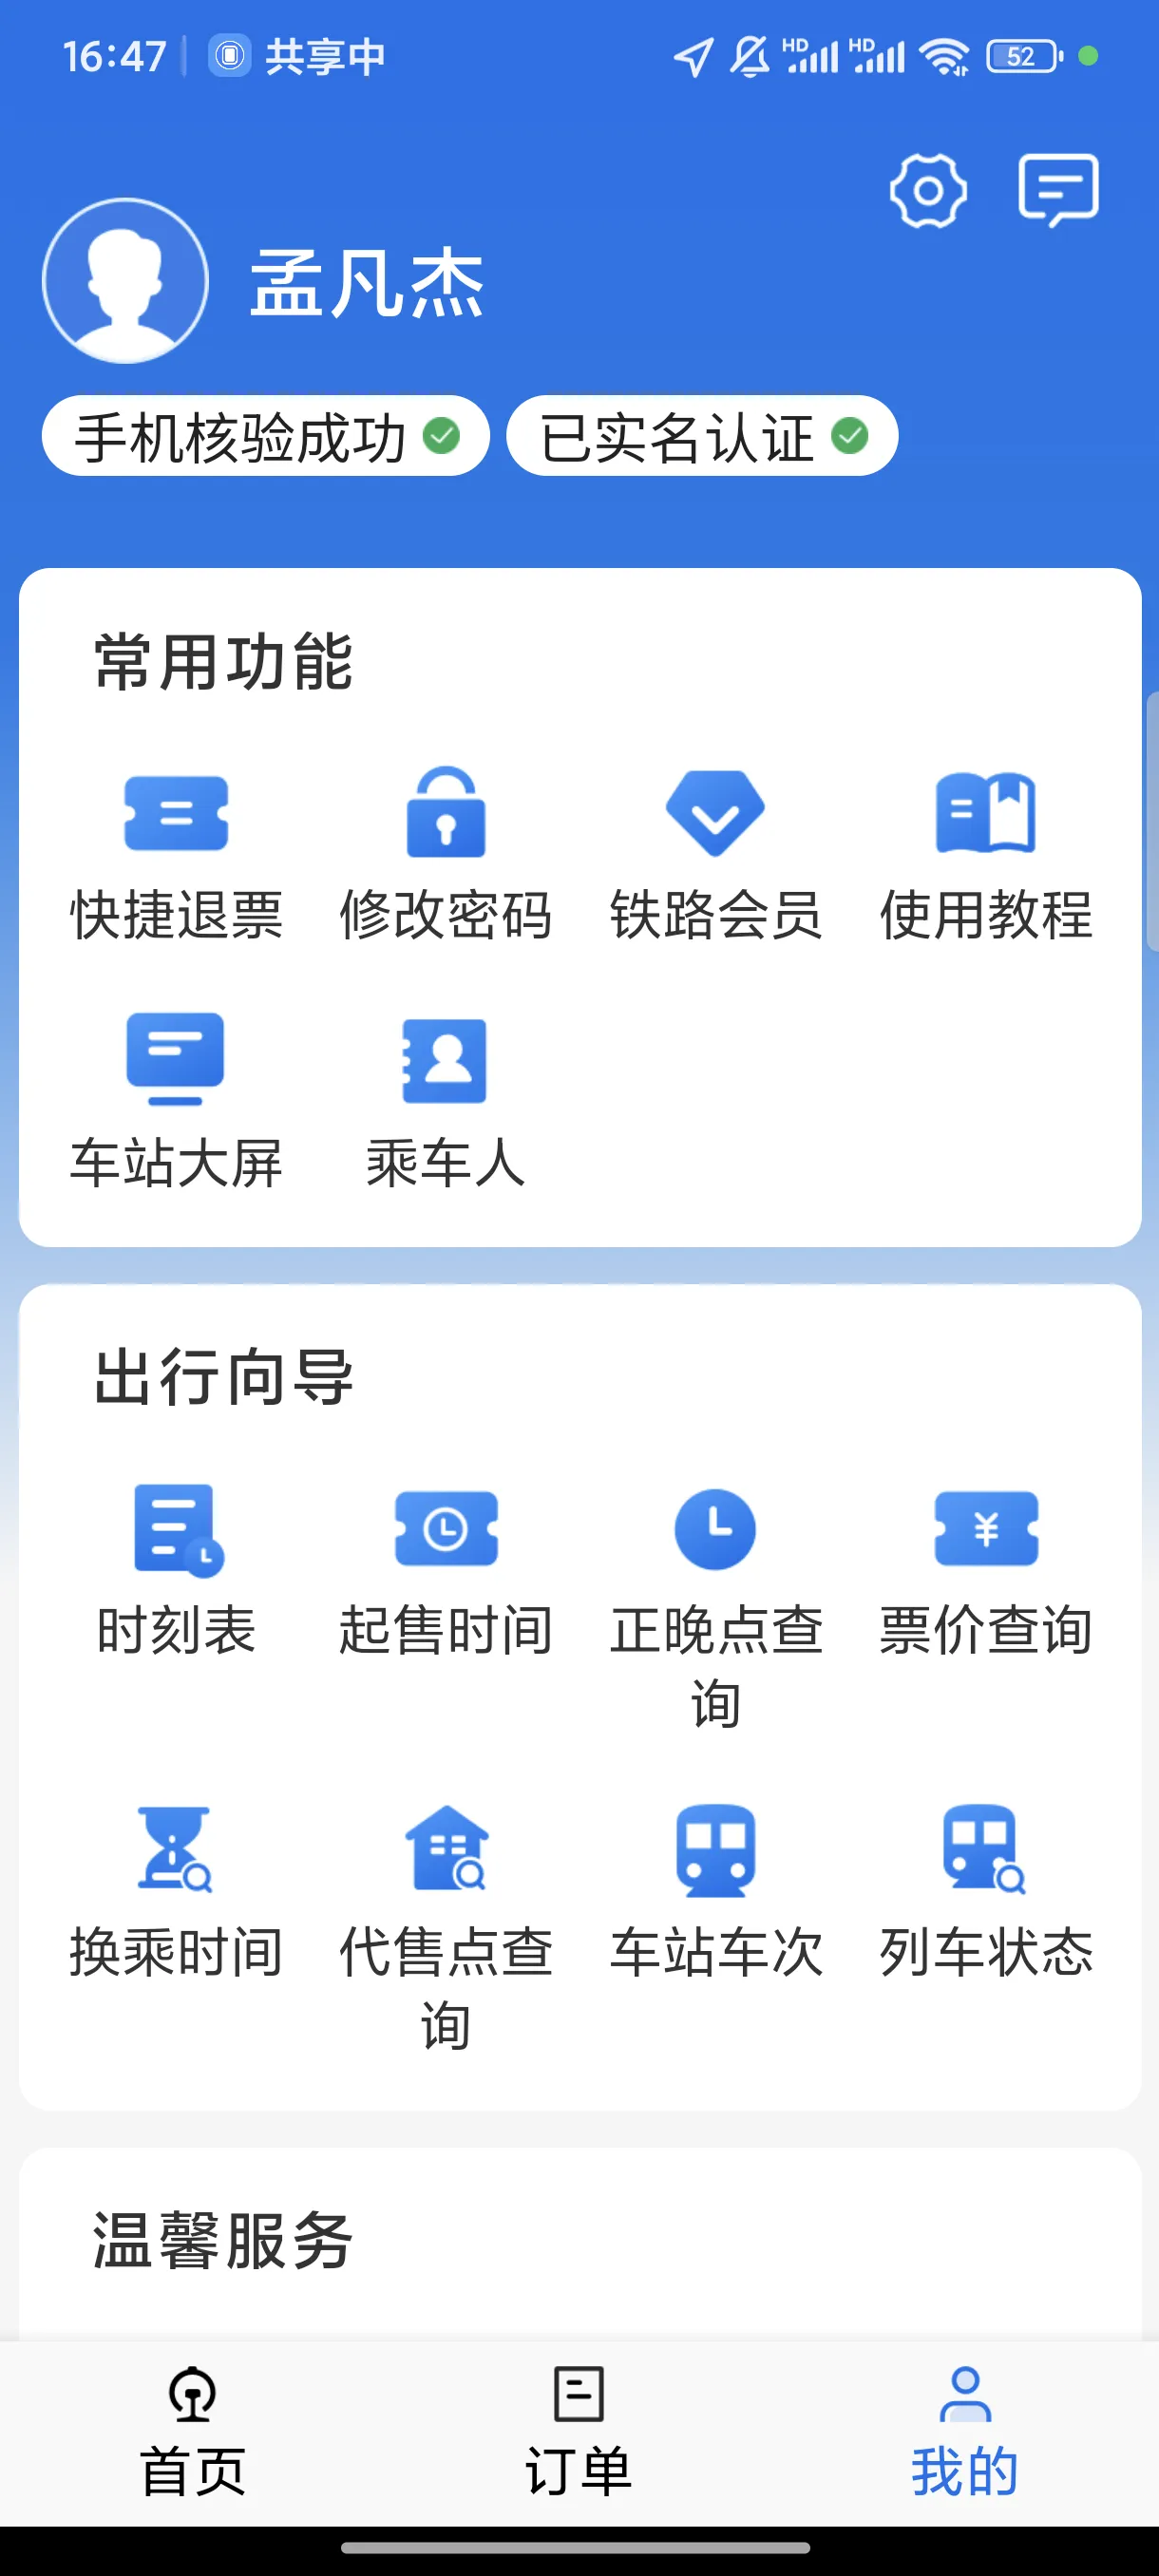 16:47 共享中 HD HD 52
孟凡杰
手机核验成功 已实名认证
常用功能
快捷退票 修改密码 铁路会员 使用教程
车站大屏 乘车人
出行向导
时刻表 起售时间 正晚点查 票价查询
询
换乘时间 代售点查 车站车次 列车状态
询
温馨服务
首页 订单 我的